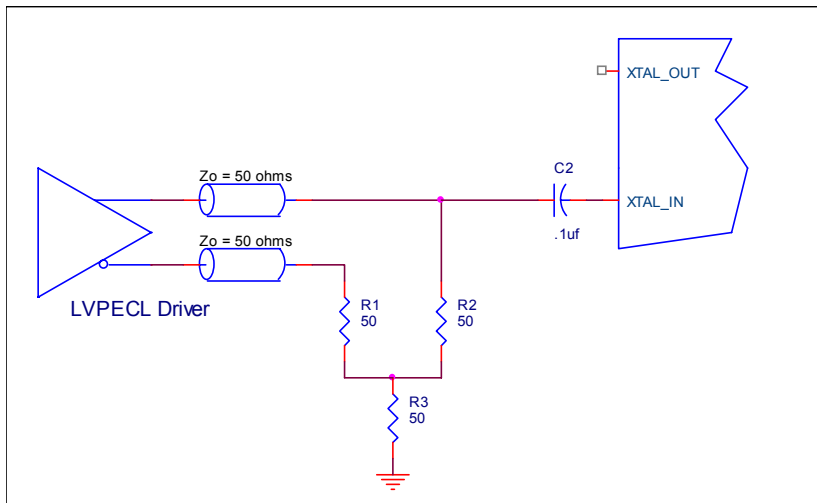 XTAL_OUT
Zo = 50 ohms
C2
XTAL_IN
.1uf
Zo = 50 ohms
LVPECL Driver
R1
50
R2
50
R3
50